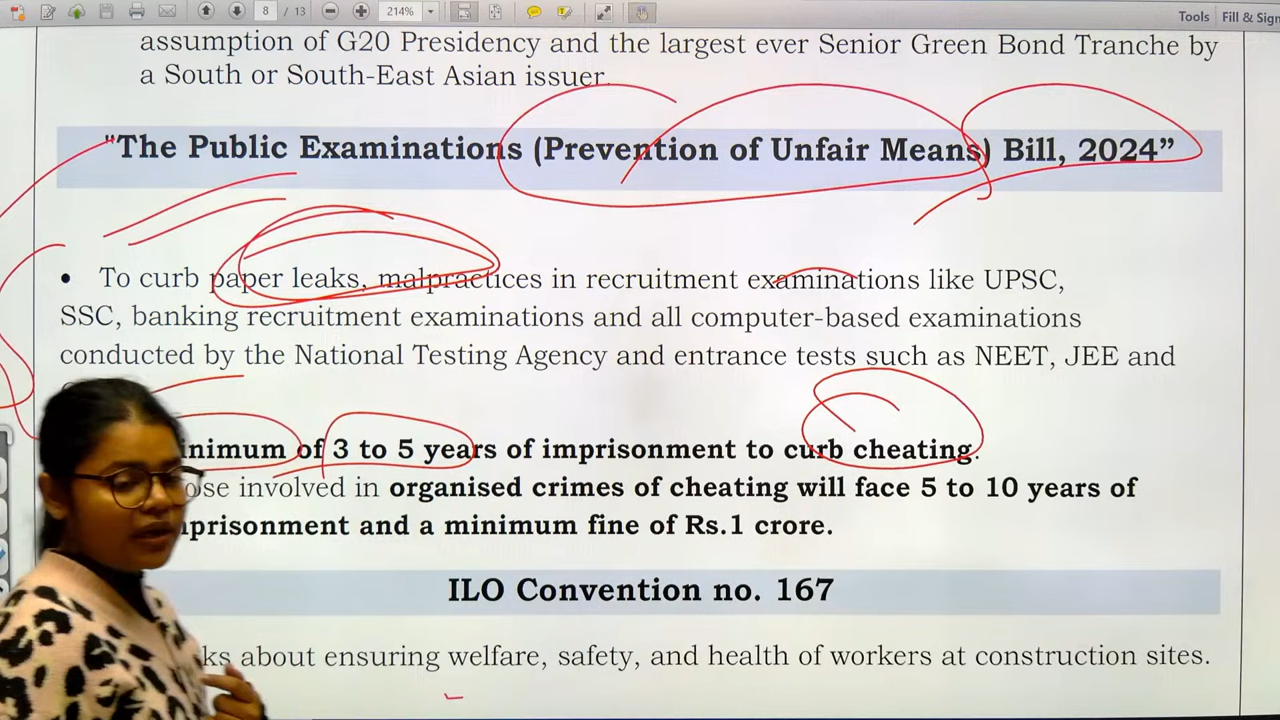 8 / 13
214%
Tools Fill & Sign
assumption of G20 Presidency and the largest ever Senior Green Bond Tranche by
a South or South-East Asian issuer.
"The Public Examinations (Prevention of Unfair Means) Bill, 2024”
• To curb paper leaks, malpractices in recruitment examinations like UPSC,
SSC, banking recruitment examinations and all computer-based examinations
conducted by the National Testing Agency and entrance tests such as NEET, JEE and
of 3 to 5 years of imprisonment to curb cheating.
involved in organised crimes of cheating will face 5 to 10 years of
and a minimum fine of Rs.1 crore.
ILO Convention no. 167
about ensuring welfare, safety, and health of workers at construction sites.